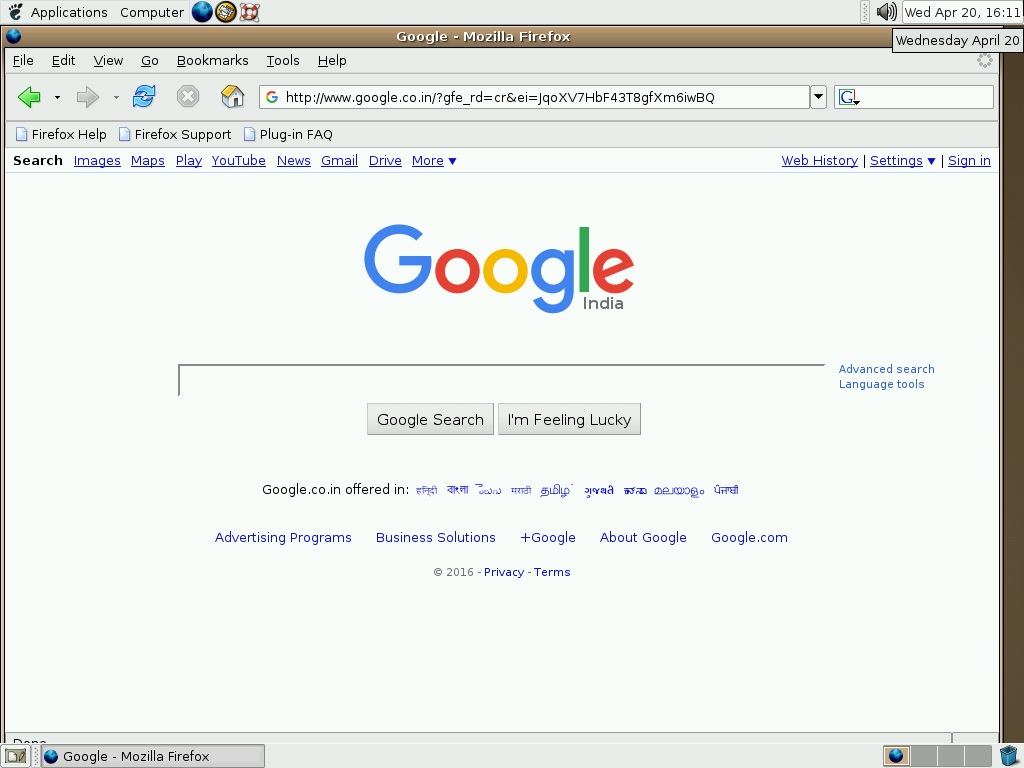 Applications Computer Wed Apr 20, 16:11
Google - Mozilla Firefox
Wednesday April 20
File Edit View Go Bookmarks Tools Help
http://www.google.co.in/?gfe_rd=cr&ei=JqoXV7HbF43T8gfXm6iwBQ
Firefox Help Firefox Support Plug-in FAQ
Search Images Maps Play YouTube News Gmail Drive More ▼ Web History | Settings ▼ | Sign in
Google
India
Advanced search
Language tools
Google Search I'm Feeling Lucky
Google.co.in offered in: हिन्दी বাংলা తెలుగు मराठी தமிழ் ગુજરાતી ಕನ್ನಡ മലയാളം ਪੰਜਾਬੀ
Advertising Programs Business Solutions +Google About Google Google.com
© 2016 - Privacy - Terms
Done
Google - Mozilla Firefox